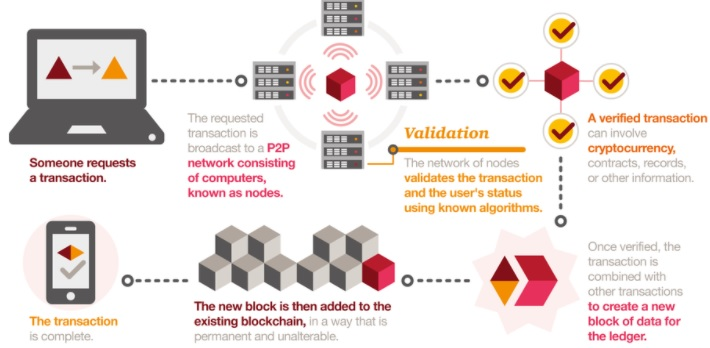 Someone requests
a transaction.
The requested
transaction is
broadcast to a P2P
network consisting
of computers,
known as nodes.
Validation
The network of nodes
validates the transaction
and the user's status
using known algorithms.
A verified transaction
can involve
cryptocurrency,
contracts, records,
or other information.
Once verified, the
transaction is
combined with
other transactions
to create a new
block of data for
the ledger.
The new block is then added to the
existing blockchain, in a way that is
permanent and unalterable.
The transaction
is complete.